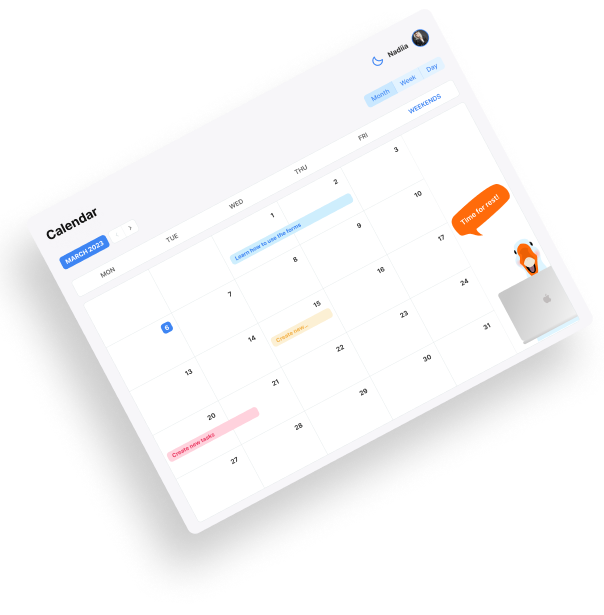 Calendar
Nadiia
MARCH 2023
Month Week Day
MON TUE WED THU FRI WEEKENDS
1 2 3
Learn how to use the forms
6 7 8 9 10
Time for rest!
13 14 15 16 17
Create new...
20 21 22 23 24
Create new tasks
27 28 29 30 31